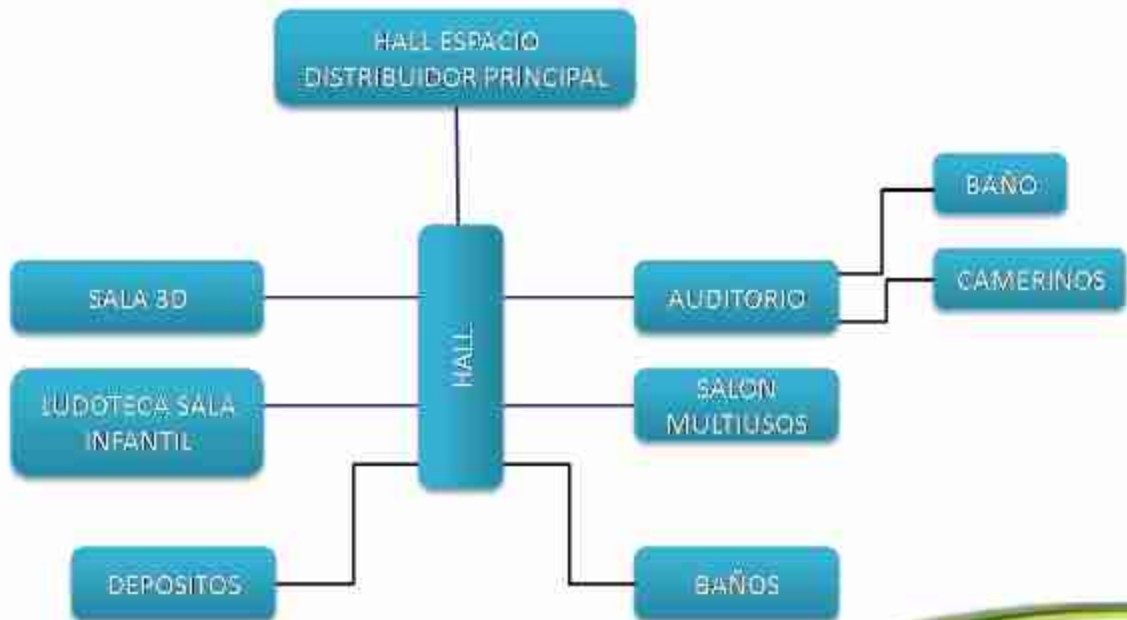 HALL ESPACIO
DISTRIBUIDOR PRINCIPAL
BAÑO
SALA 3D
AUDITORIO
CAMERINOS
HALL
LUDOTECA SALA
INFANTIL
SALON
MULTIUSOS
DEPOSITOS
BAÑOS